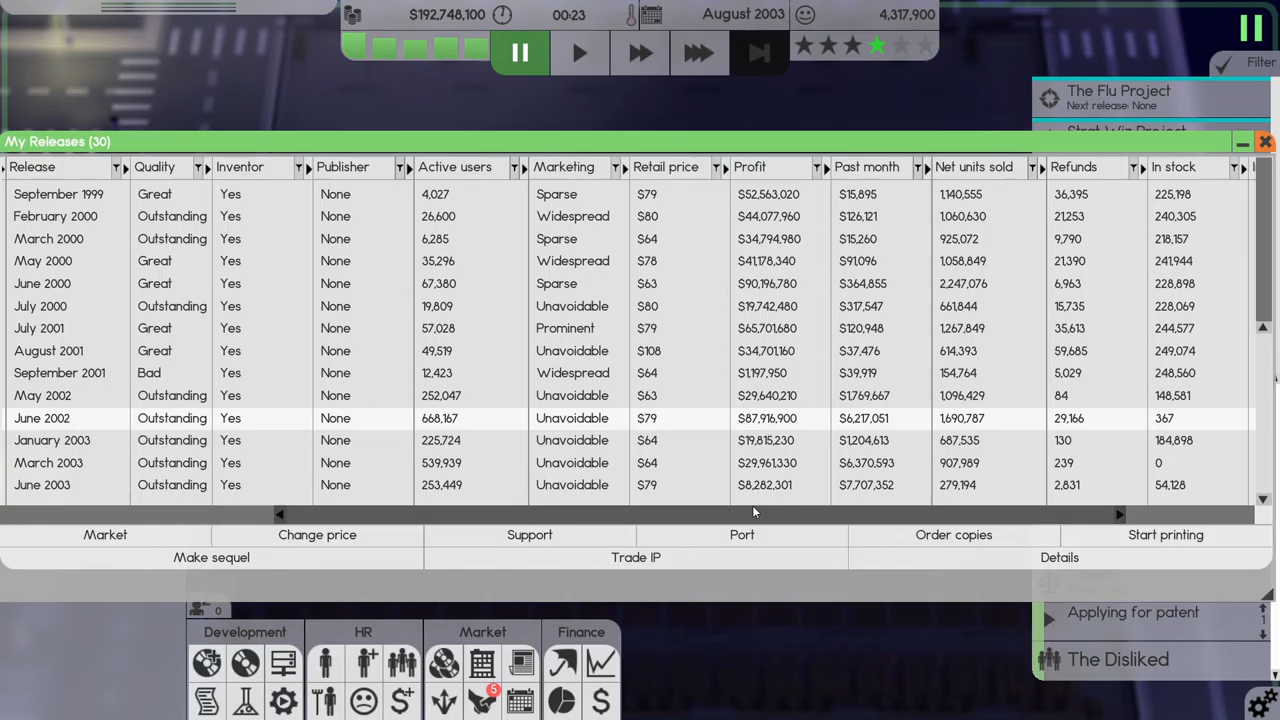 $192,748,100 00:23 August 2003 4,317,900
Filter
The Flu Project
Next release: None
My Releases (30)
Release Quality Inventor Publisher Active users Marketing Retail price Profit Past month Net units sold Refunds In stock
September 1999 Great Yes None 4,027 Sparse $79 $52,563,020 $15,895 1,140,555 36,395 225,198
February 2000 Outstanding Yes None 26,600 Widespread $80 $44,077,960 $126,121 1,060,630 21,253 240,305
March 2000 Outstanding Yes None 6,285 Sparse $64 $34,794,980 $15,260 925,072 9,790 218,157
May 2000 Great Yes None 35,296 Widespread $78 $41,178,340 $91,096 1,058,849 21,390 241,944
June 2000 Great Yes None 67,380 Sparse $63 $90,196,780 $364,855 2,247,076 6,963 228,898
July 2000 Outstanding Yes None 19,809 Unavoidable $80 $19,742,480 $317,547 661,844 15,735 228,069
July 2001 Great Yes None 57,028 Prominent $79 $65,701,680 $120,948 1,267,849 35,613 244,577
August 2001 Great Yes None 49,519 Unavoidable $108 $34,701,160 $37,476 614,393 59,685 249,074
September 2001 Bad Yes None 12,423 Widespread $64 $1,197,950 $39,919 154,764 5,029 248,560
May 2002 Outstanding Yes None 252,047 Unavoidable $63 $29,640,210 $1,769,667 1,096,429 84 148,581
June 2002 Outstanding Yes None 668,167 Unavoidable $79 $87,916,900 $6,217,051 1,690,787 29,166 367
January 2003 Outstanding Yes None 225,724 Unavoidable $64 $19,815,230 $1,204,613 687,535 130 184,898
March 2003 Outstanding Yes None 539,939 Unavoidable $64 $29,961,330 $6,370,593 907,989 239 0
June 2003 Outstanding Yes None 253,449 Unavoidable $79 $8,282,301 $7,707,352 279,194 2,831 54,128
Market Change price Support Port Order copies Start printing
Make sequel Trade IP Details
0
Development HR Market Finance
5
Applying for patent
1
The Disliked